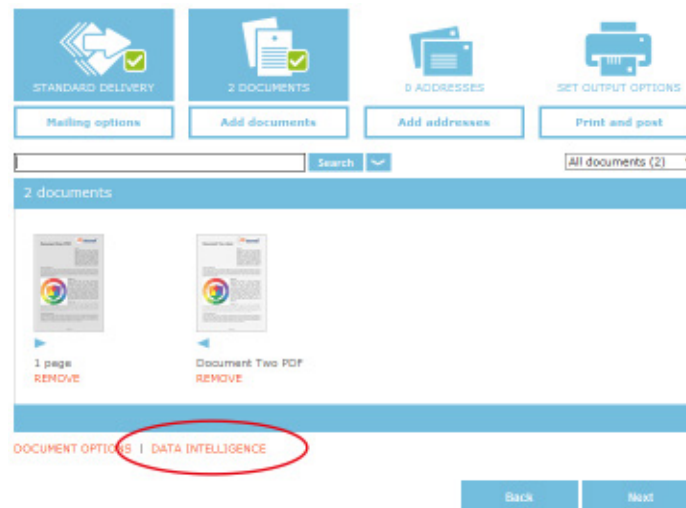 STANDARD DELIVERY
2 DOCUMENTS
0 ADDRESSES
SET OUTPUT OPTIONS
Mailing options
Add documents
Add addresses
Print and post
Search
All documents (2)
2 documents
1 page
Document Two PDF
REMOVE
REMOVE
DOCUMENT OPTIONS | DATA INTELLIGENCE
Back
Next